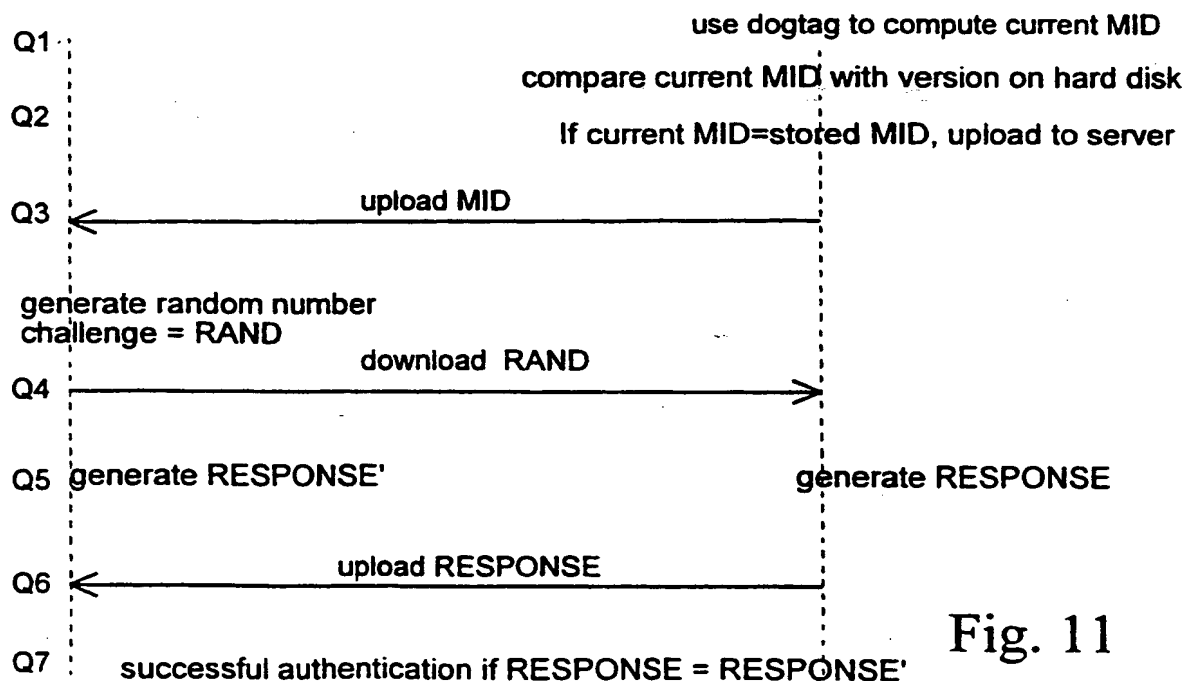 use dogtag to compute current MID
Q1
compare current MID with version on hard disk
Q2
If current MID=stored MID, upload to server
upload MID
Q3
generate random number
challenge = RAND
download RAND
Q4
Q5 generate RESPONSE' generate RESPONSE
upload RESPONSE
Q6
Fig. 11
Q7 successful authentication if RESPONSE = RESPONSE'